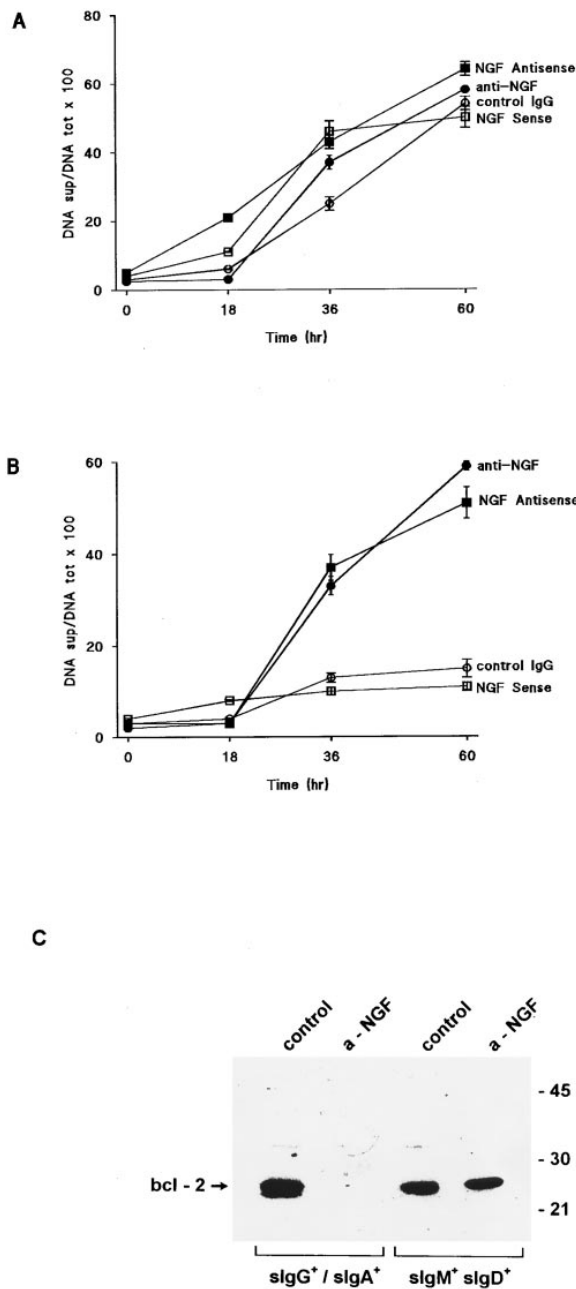 A
DNA sup/DNA tot x 100
80
60
40
20
0
NGF Antisense
anti-NGF
control IgG
NGF Sense
0 18 36 60
Time (hr)
B
DNA sup/DNA tot x 100
60
40
20
0
anti-NGF
NGF Antisense
control IgG
NGF Sense
0 18 36 60
Time (hr)
C
control a - NGF control a - NGF
- 45
- 30
bcl - 2 →
- 21
sIgG+ / sIgA+ sIgM+ sIgD+